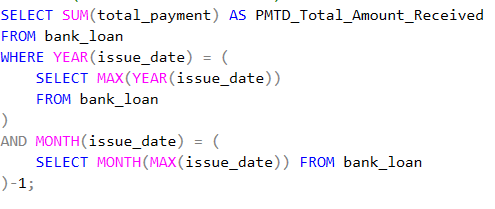 SELECT SUM(total_payment) AS PMTD_Total_Amount_Received
FROM bank_loan
WHERE YEAR(issue_date) = (
    SELECT MAX(YEAR(issue_date))
    FROM bank_loan
)
AND MONTH(issue_date) = (
    SELECT MONTH(MAX(issue_date)) FROM bank_loan
)-1;